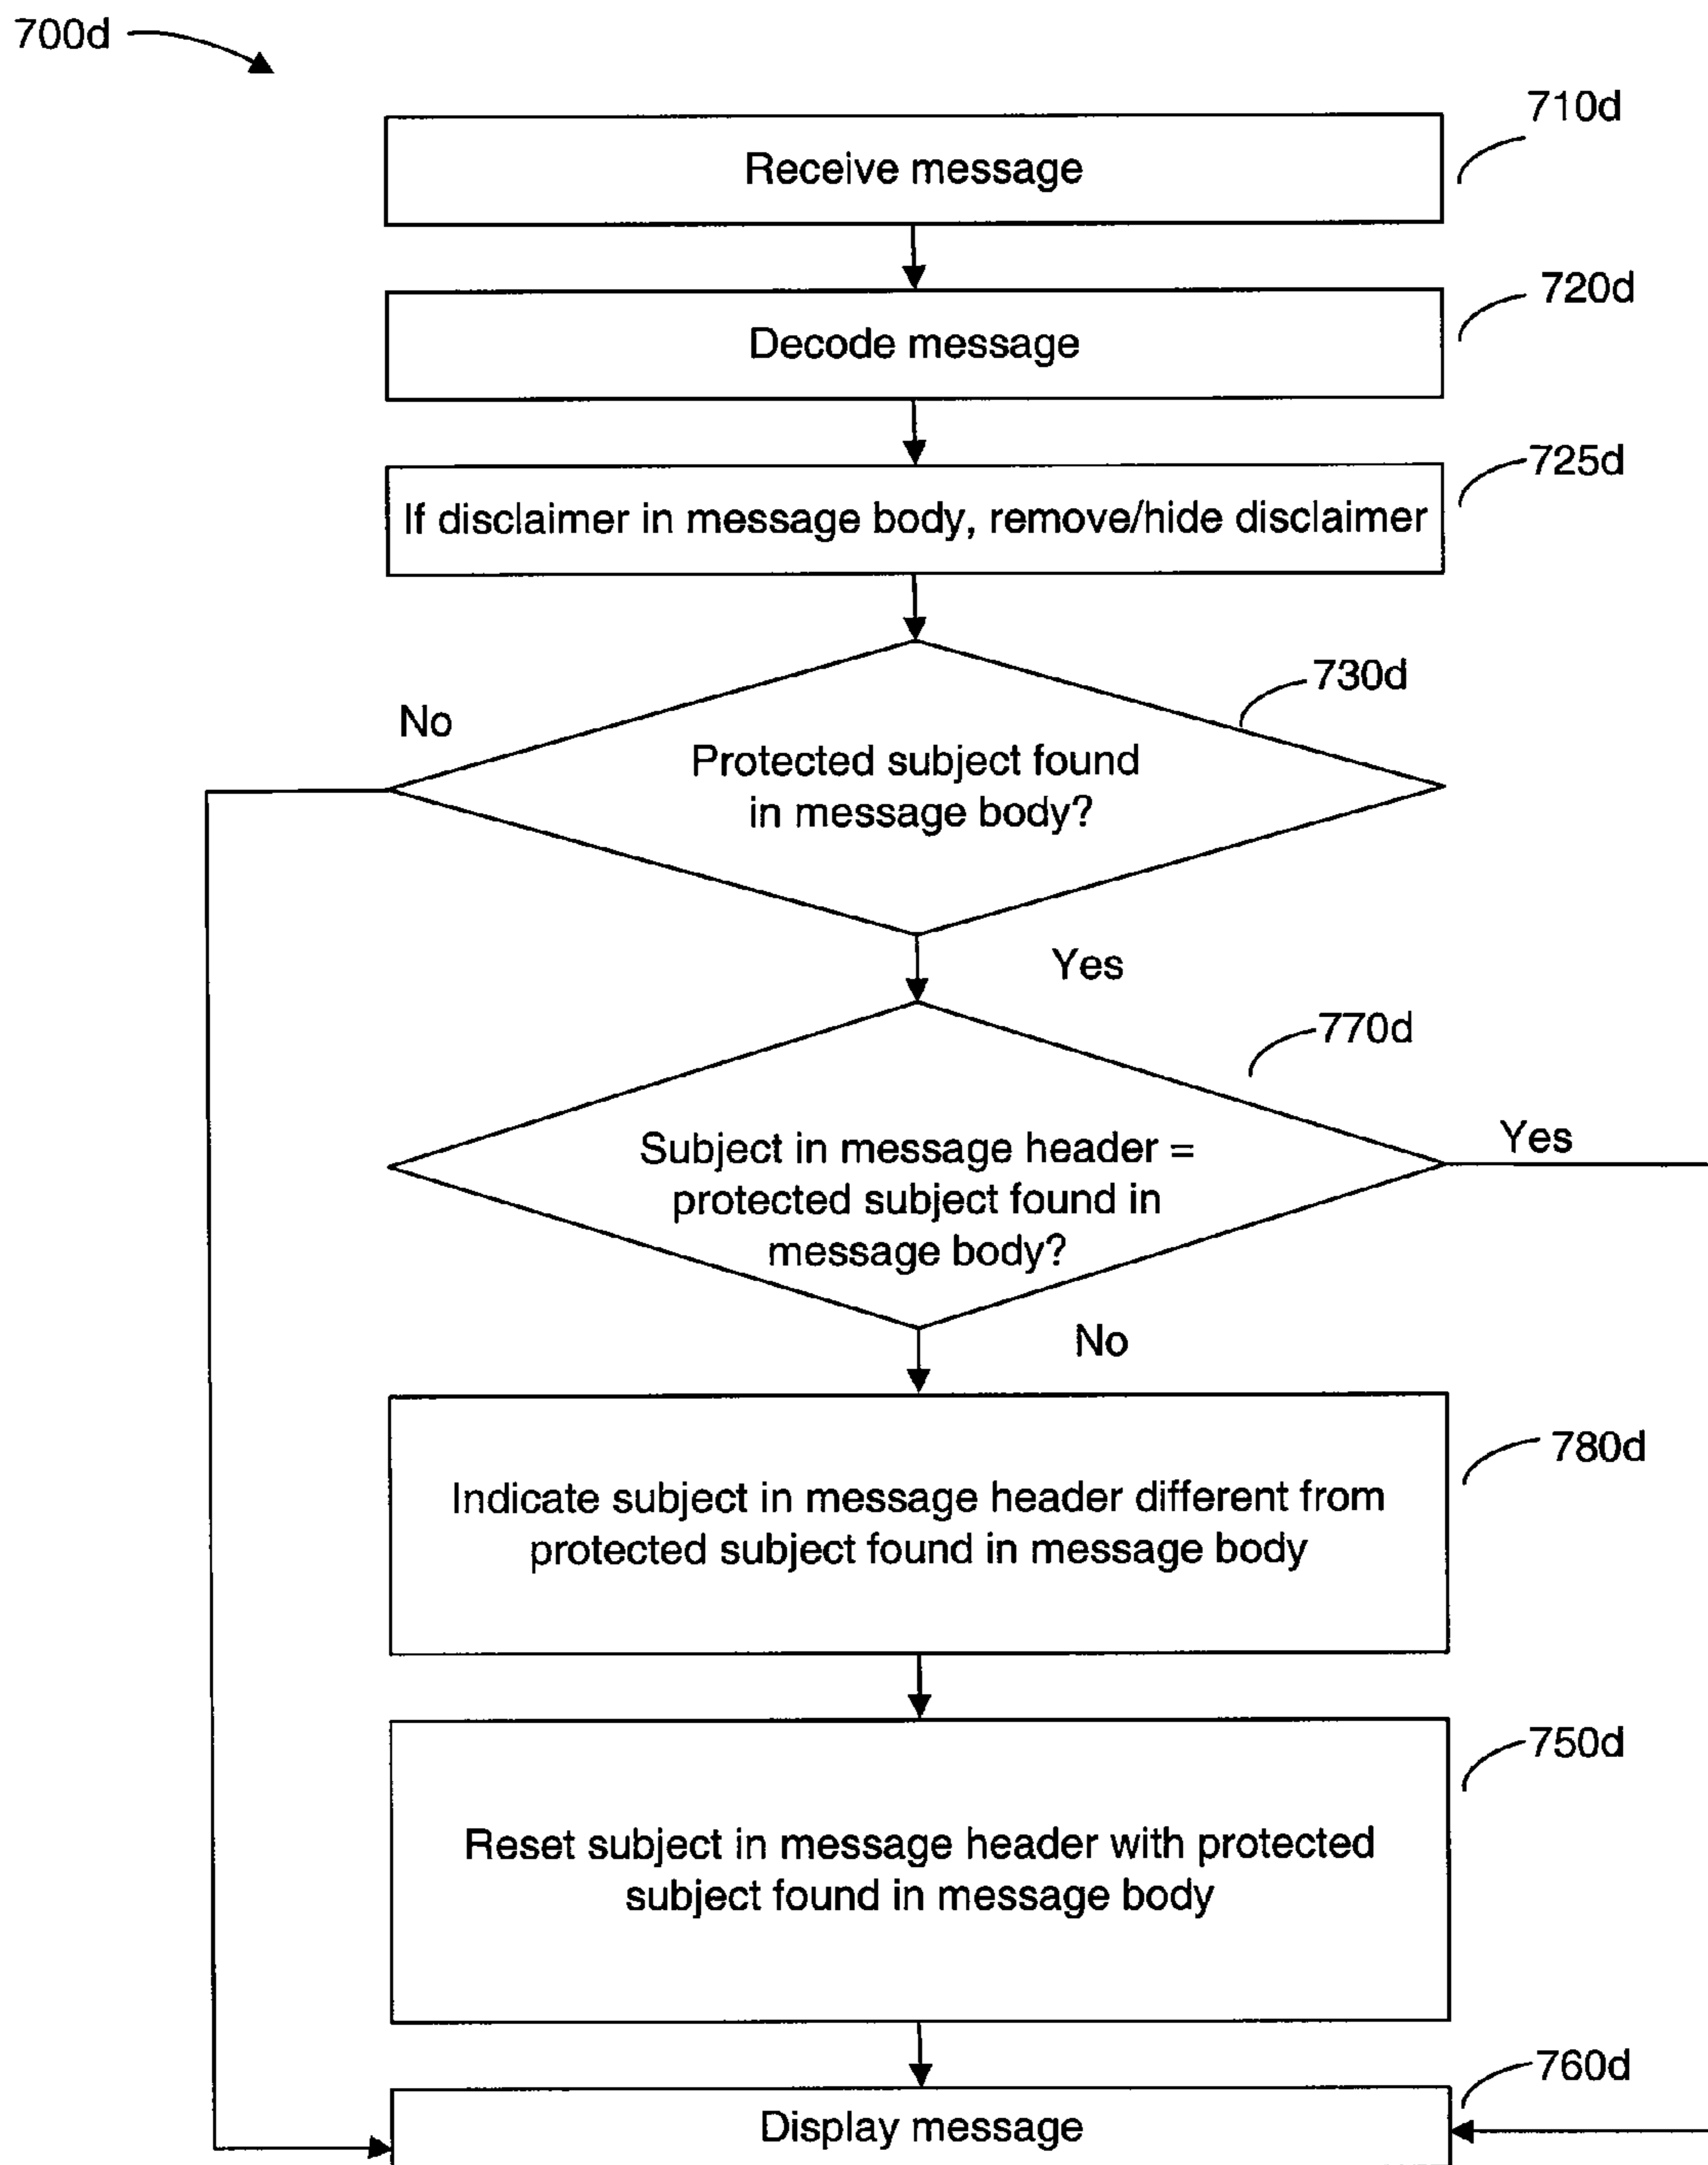 700d
710d
Receive message
720d
Decode message
725d
If disclaimer in message body, remove/hide disclaimer
730d
No
Protected subject found
in message body?
Yes
770d
Yes
Subject in message header =
protected subject found in
message body?
No
780d
Indicate subject in message header different from
protected subject found in message body
750d
Reset subject in message header with protected
subject found in message body
760d
Display message